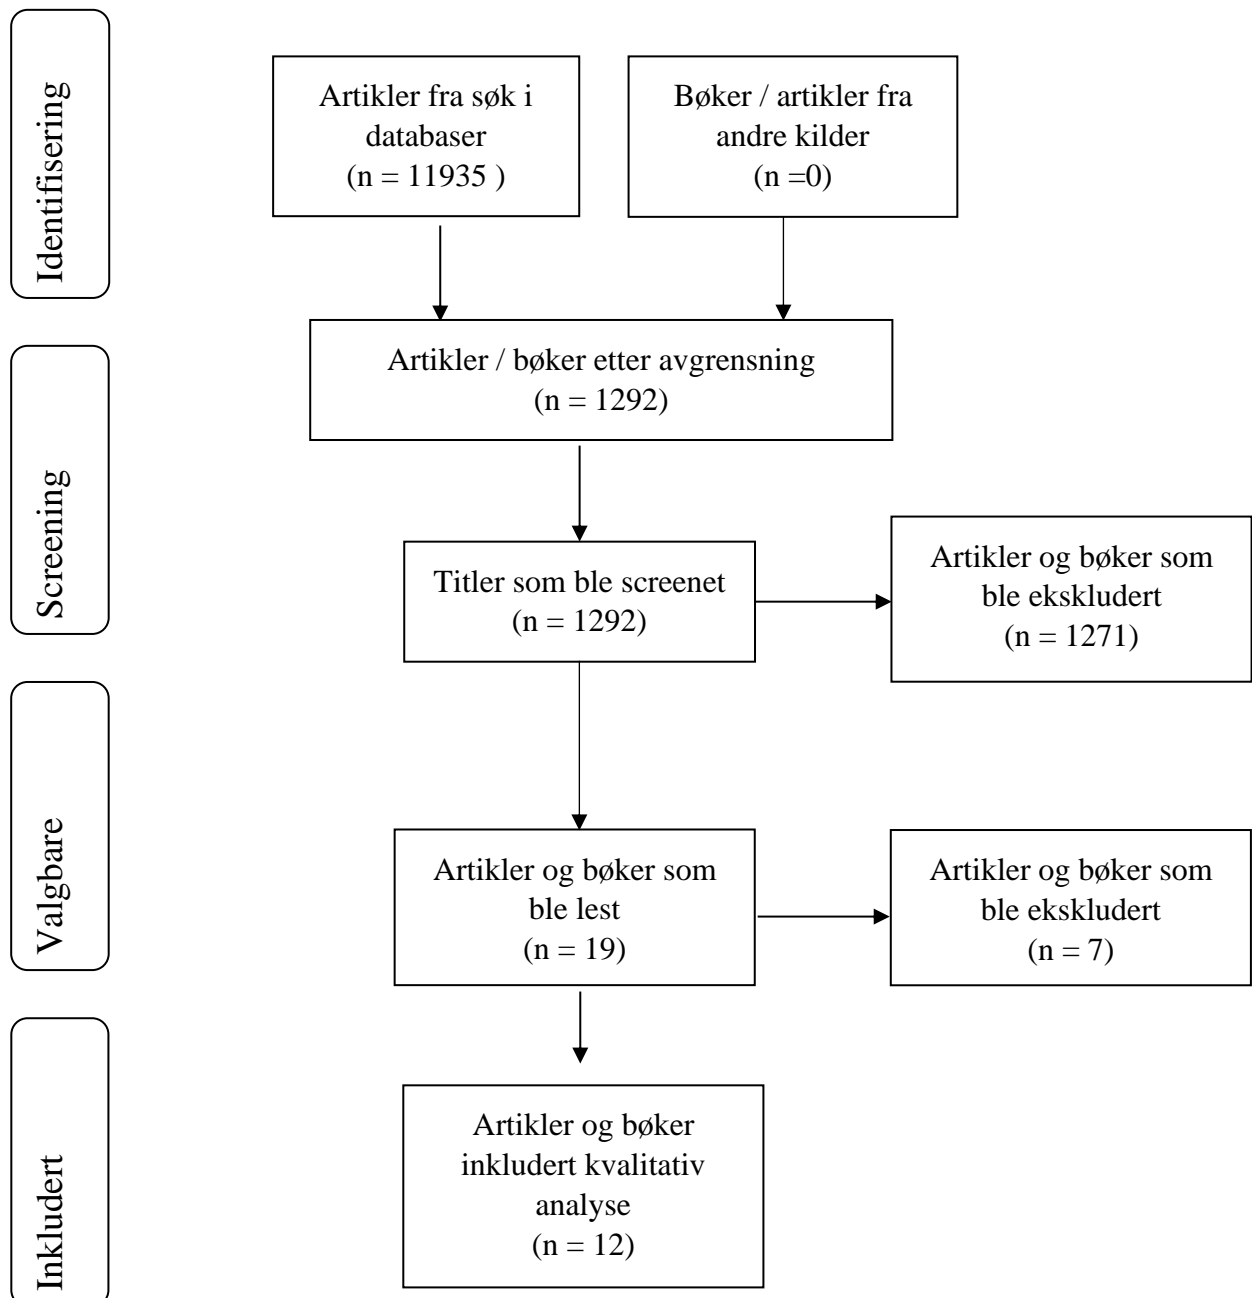 Identifisering
Artikler fra søk i
databaser
(n = 11935 )
Bøker / artikler fra
andre kilder
(n =0)
Artikler / bøker etter avgrensning
(n = 1292)
Screening
Titler som ble screenet
(n = 1292)
Artikler og bøker som
ble ekskludert
(n = 1271)
Valgbare
Artikler og bøker som
ble lest
(n = 19)
Artikler og bøker som
ble ekskludert
(n = 7)
Inkludert
Artikler og bøker
inkludert kvalitativ
analyse
(n = 12)